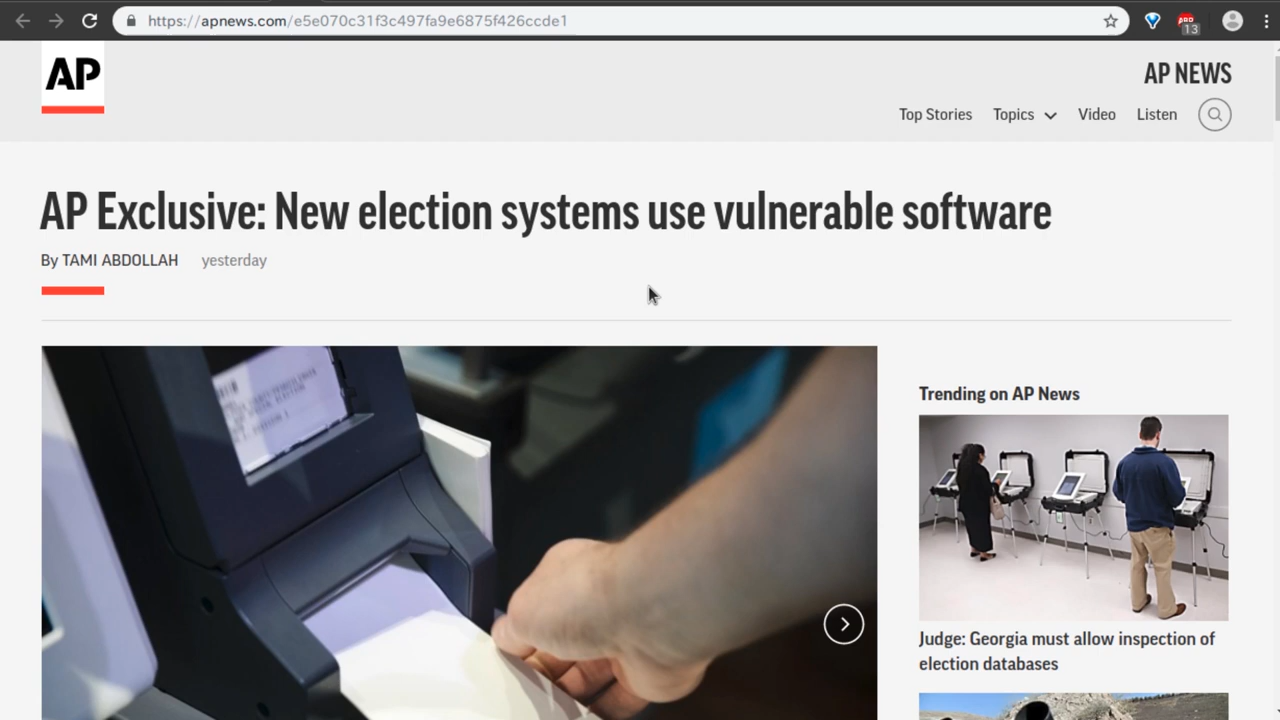 https://apnews.com/e5e070c31f3c497fa9e6875f426ccde1
13
AP
AP NEWS
Top Stories
Topics
Video
Listen
AP Exclusive: New election systems use vulnerable software
By TAMI ABDOLLAH yesterday
Trending on AP News
Judge: Georgia must allow inspection of
election databases